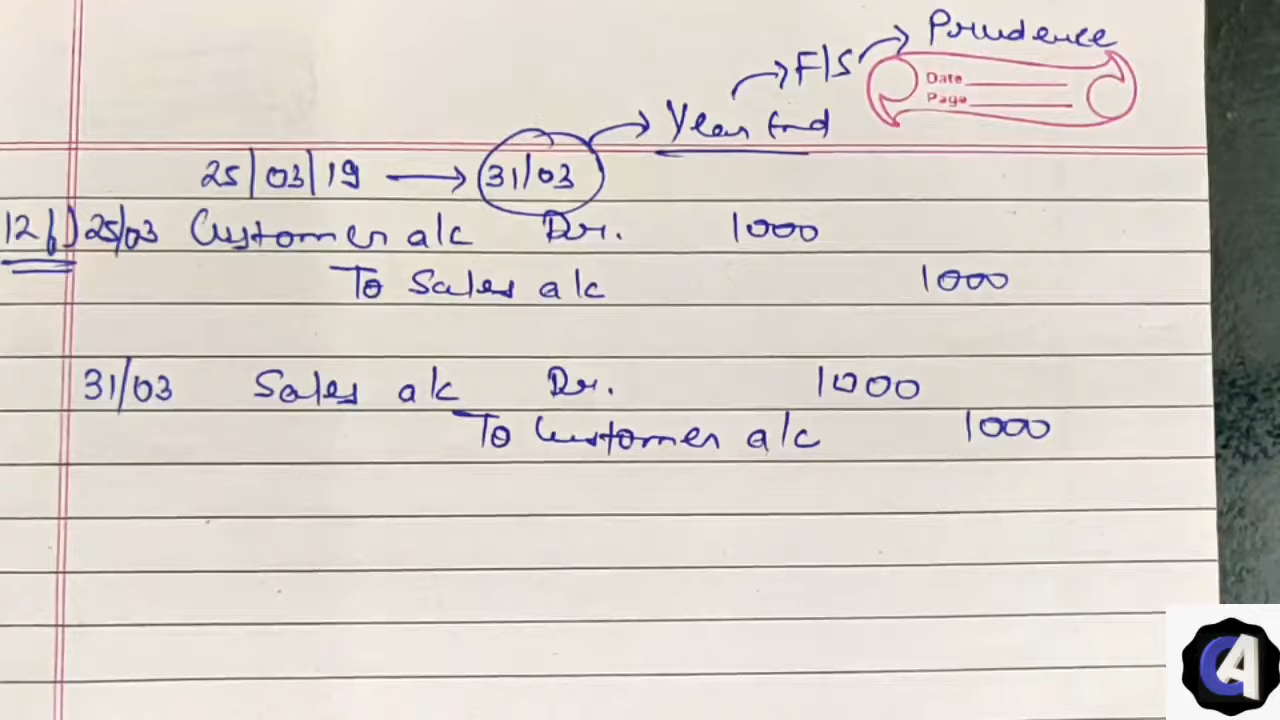 Prudence
F/S
Date
Page
Year End
25/03/19 → 31/03
12 b) 25/03 Customer a/c Dr. 1000
To Sales a/c 1000
31/03 Sales a/c Dr. 1000
To Customer a/c 1000
CA